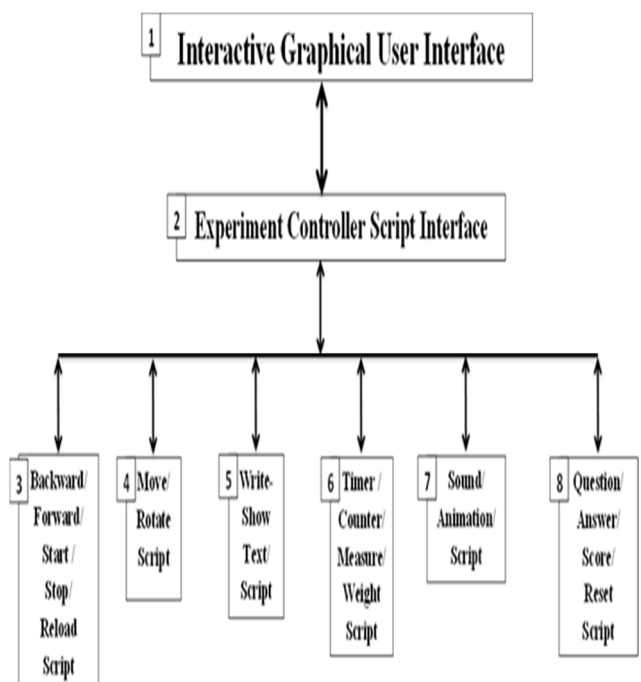 1
Interactive Graphical User Interface
2
Experiment Controller Script Interface
3
Backward/
Forward/
Start /
Stop/
Reload
Script
4
Move/
Rotate
Script
5
Write-
Show
Text/
Script
6
Timer /
Counter/
Measure/
Weight
Script
7
Sound/
Animation/
Script
8
Question/
Answer/
Score/
Reset
Script